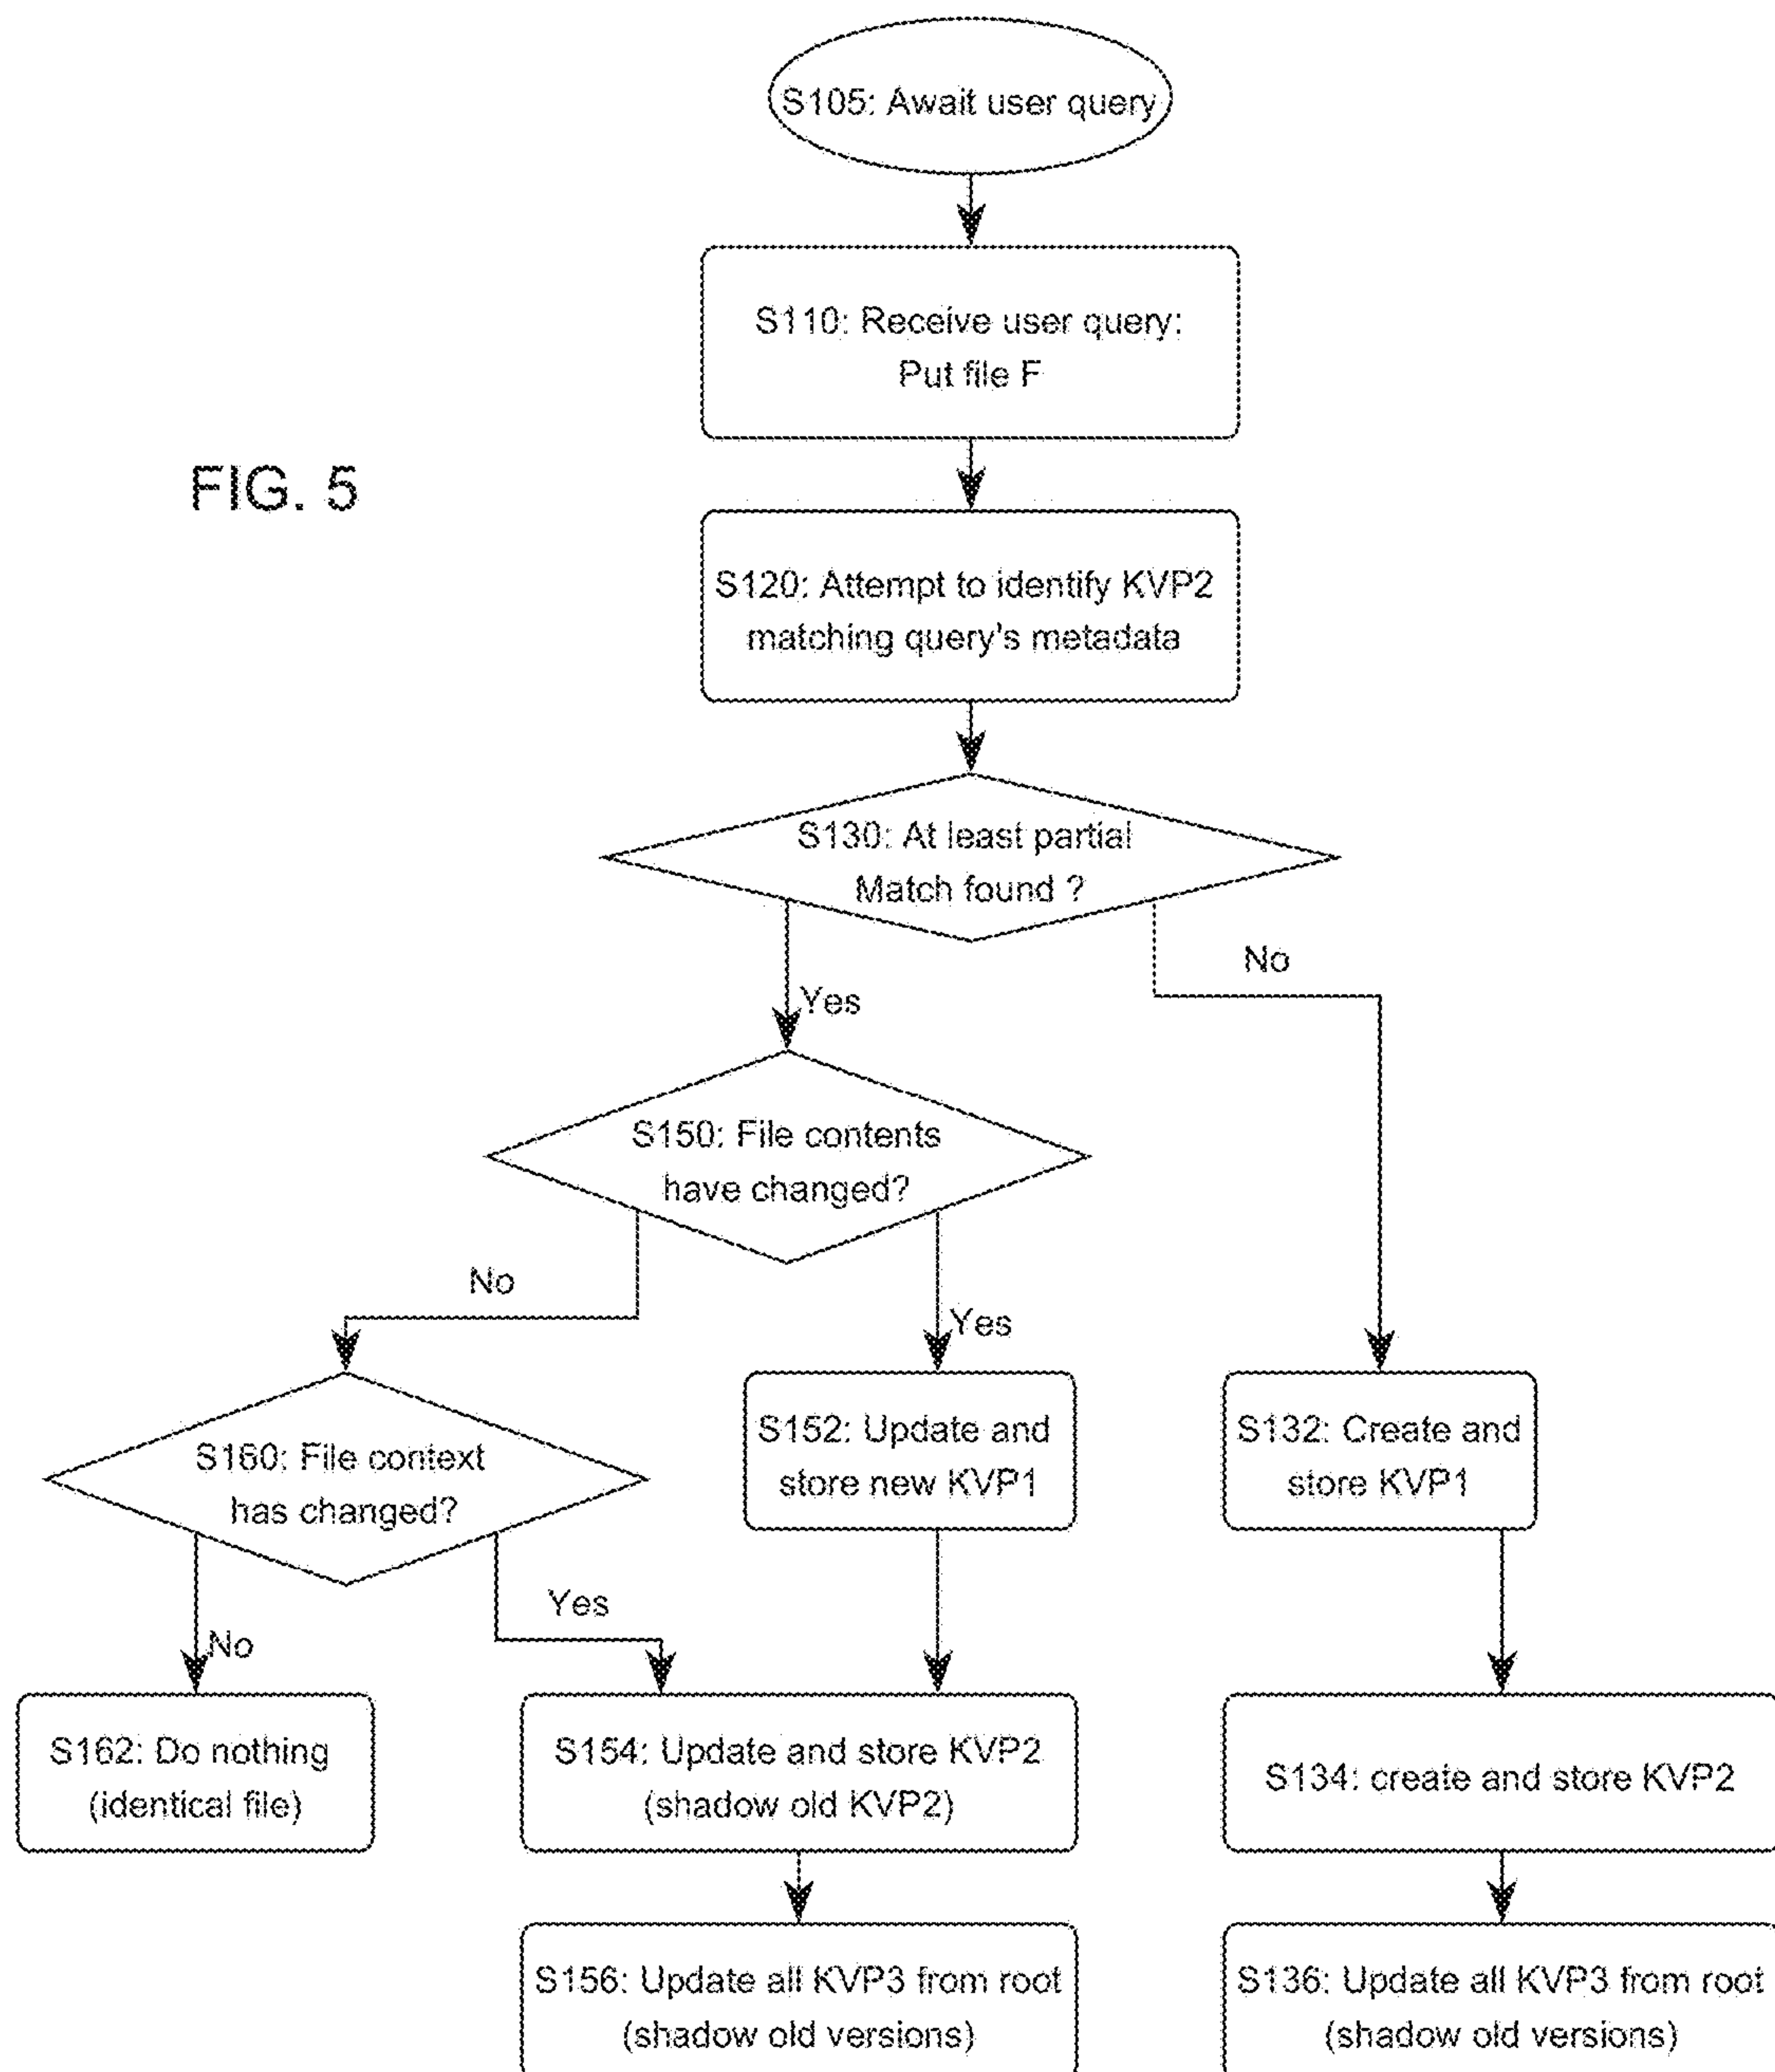 S105: Await user query
S110: Receive user query:
Put file F
FIG. 5
S120: Attempt to identify KVP2
matching query's metadata
S130: At least partial
Match found ?
No
Yes
S150: File contents
have changed?
No
Yes
S160: File context
has changed?
S152: Update and
store new KVP1
S132: Create and
store KVP1
Yes
No
S162: Do nothing
(identical file)
S154: Update and store KVP2
(shadow old KVP2)
S134: create and store KVP2
S156: Update all KVP3 from root
(shadow old versions)
S136: Update all KVP3 from root
(shadow old versions)